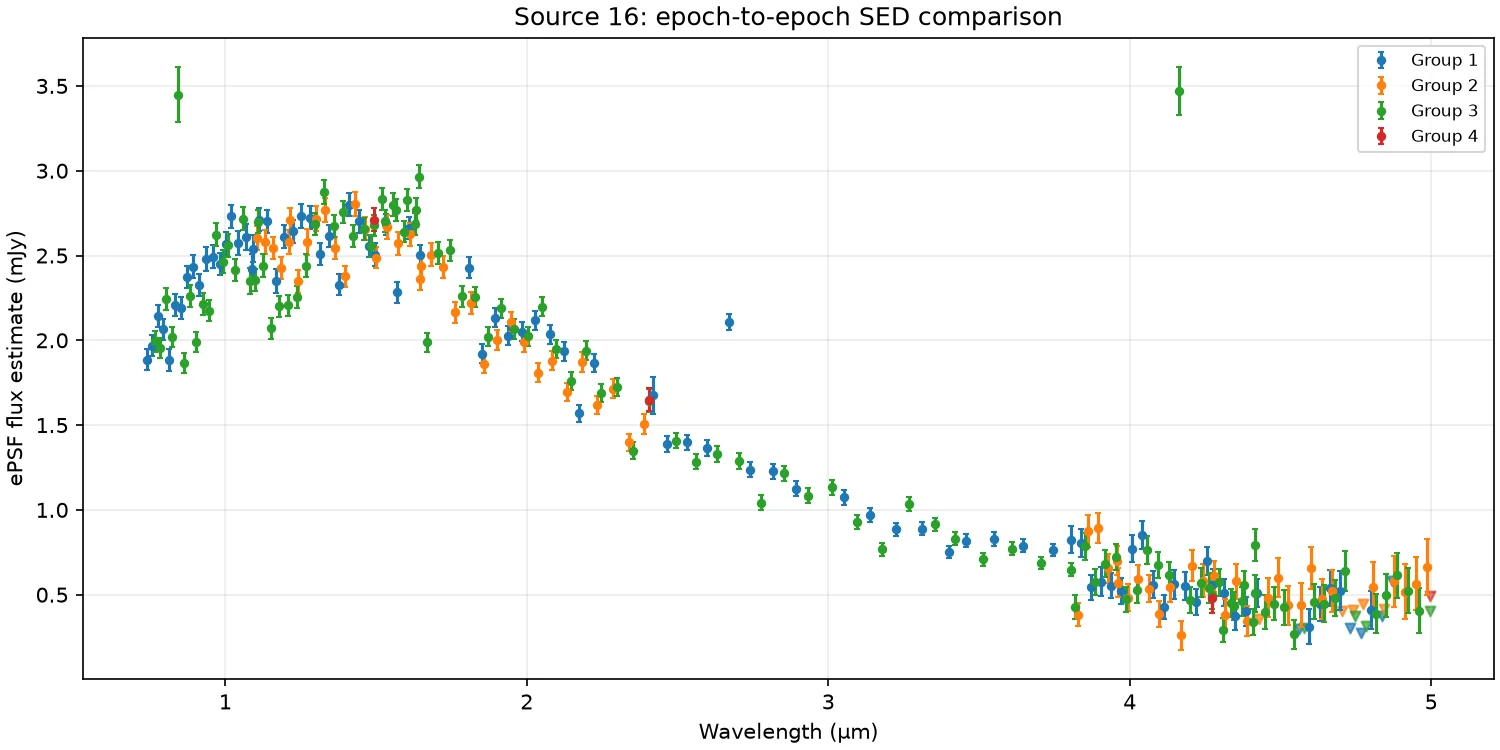 Source 16: epoch-to-epoch SED comparison
ePSF flux estimate (mJy)
3.5
3.0
2.5
2.0
1.5
1.0
0.5
Group 1
Group 2
Group 3
Group 4
1 2 3 4 5
Wavelength (μm)